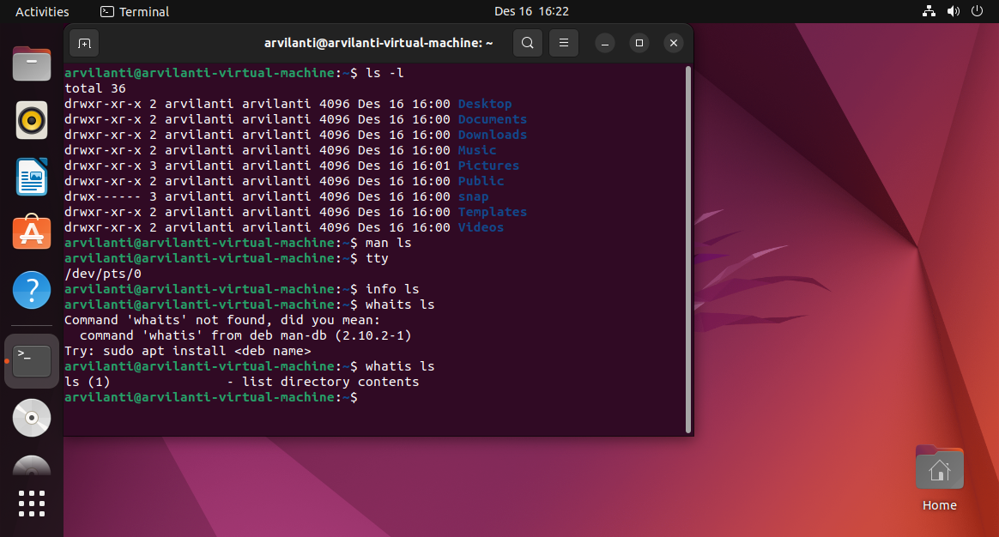 Activities
Terminal
Des 16 16:22
arvilanti@arvilanti-virtual-machine: ~
arvilanti@arvilanti-virtual-machine:~$ ls -l
total 36
drwxr-xr-x 2 arvilanti arvilanti 4096 Des 16 16:00 Desktop
drwxr-xr-x 2 arvilanti arvilanti 4096 Des 16 16:00 Documents
drwxr-xr-x 2 arvilanti arvilanti 4096 Des 16 16:00 Downloads
drwxr-xr-x 2 arvilanti arvilanti 4096 Des 16 16:00 Music
drwxr-xr-x 3 arvilanti arvilanti 4096 Des 16 16:01 Pictures
drwxr-xr-x 2 arvilanti arvilanti 4096 Des 16 16:00 Public
drwx------ 3 arvilanti arvilanti 4096 Des 16 16:00 snap
drwxr-xr-x 2 arvilanti arvilanti 4096 Des 16 16:00 Templates
drwxr-xr-x 2 arvilanti arvilanti 4096 Des 16 16:00 Videos
arvilanti@arvilanti-virtual-machine:~$ man ls
arvilanti@arvilanti-virtual-machine:~$ tty
/dev/pts/0
arvilanti@arvilanti-virtual-machine:~$ info ls
arvilanti@arvilanti-virtual-machine:~$ whaits ls
Command 'whaits' not found, did you mean:
  command 'whatis' from deb man-db (2.10.2-1)
Try: sudo apt install <deb name>
arvilanti@arvilanti-virtual-machine:~$ whatis ls
ls (1)               - list directory contents
arvilanti@arvilanti-virtual-machine:~$
Home